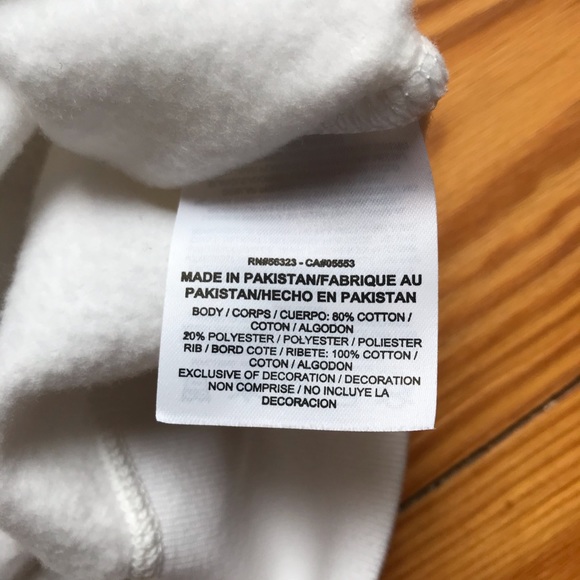 RN#56323 - CA#05553
MADE IN PAKISTAN/FABRIQUE AU
PAKISTAN/HECHO EN PAKISTAN
BODY / CORPS / CUERPO: 80% COTTON /
COTON / ALGODON
20% POLYESTER / POLYESTER / POLIESTER
RIB / BORD COTE / RIBETE: 100% COTTON /
COTON / ALGODON
EXCLUSIVE OF DECORATION / DECORATION
NON COMPRISE / NO INCLUYE LA
DECORACION